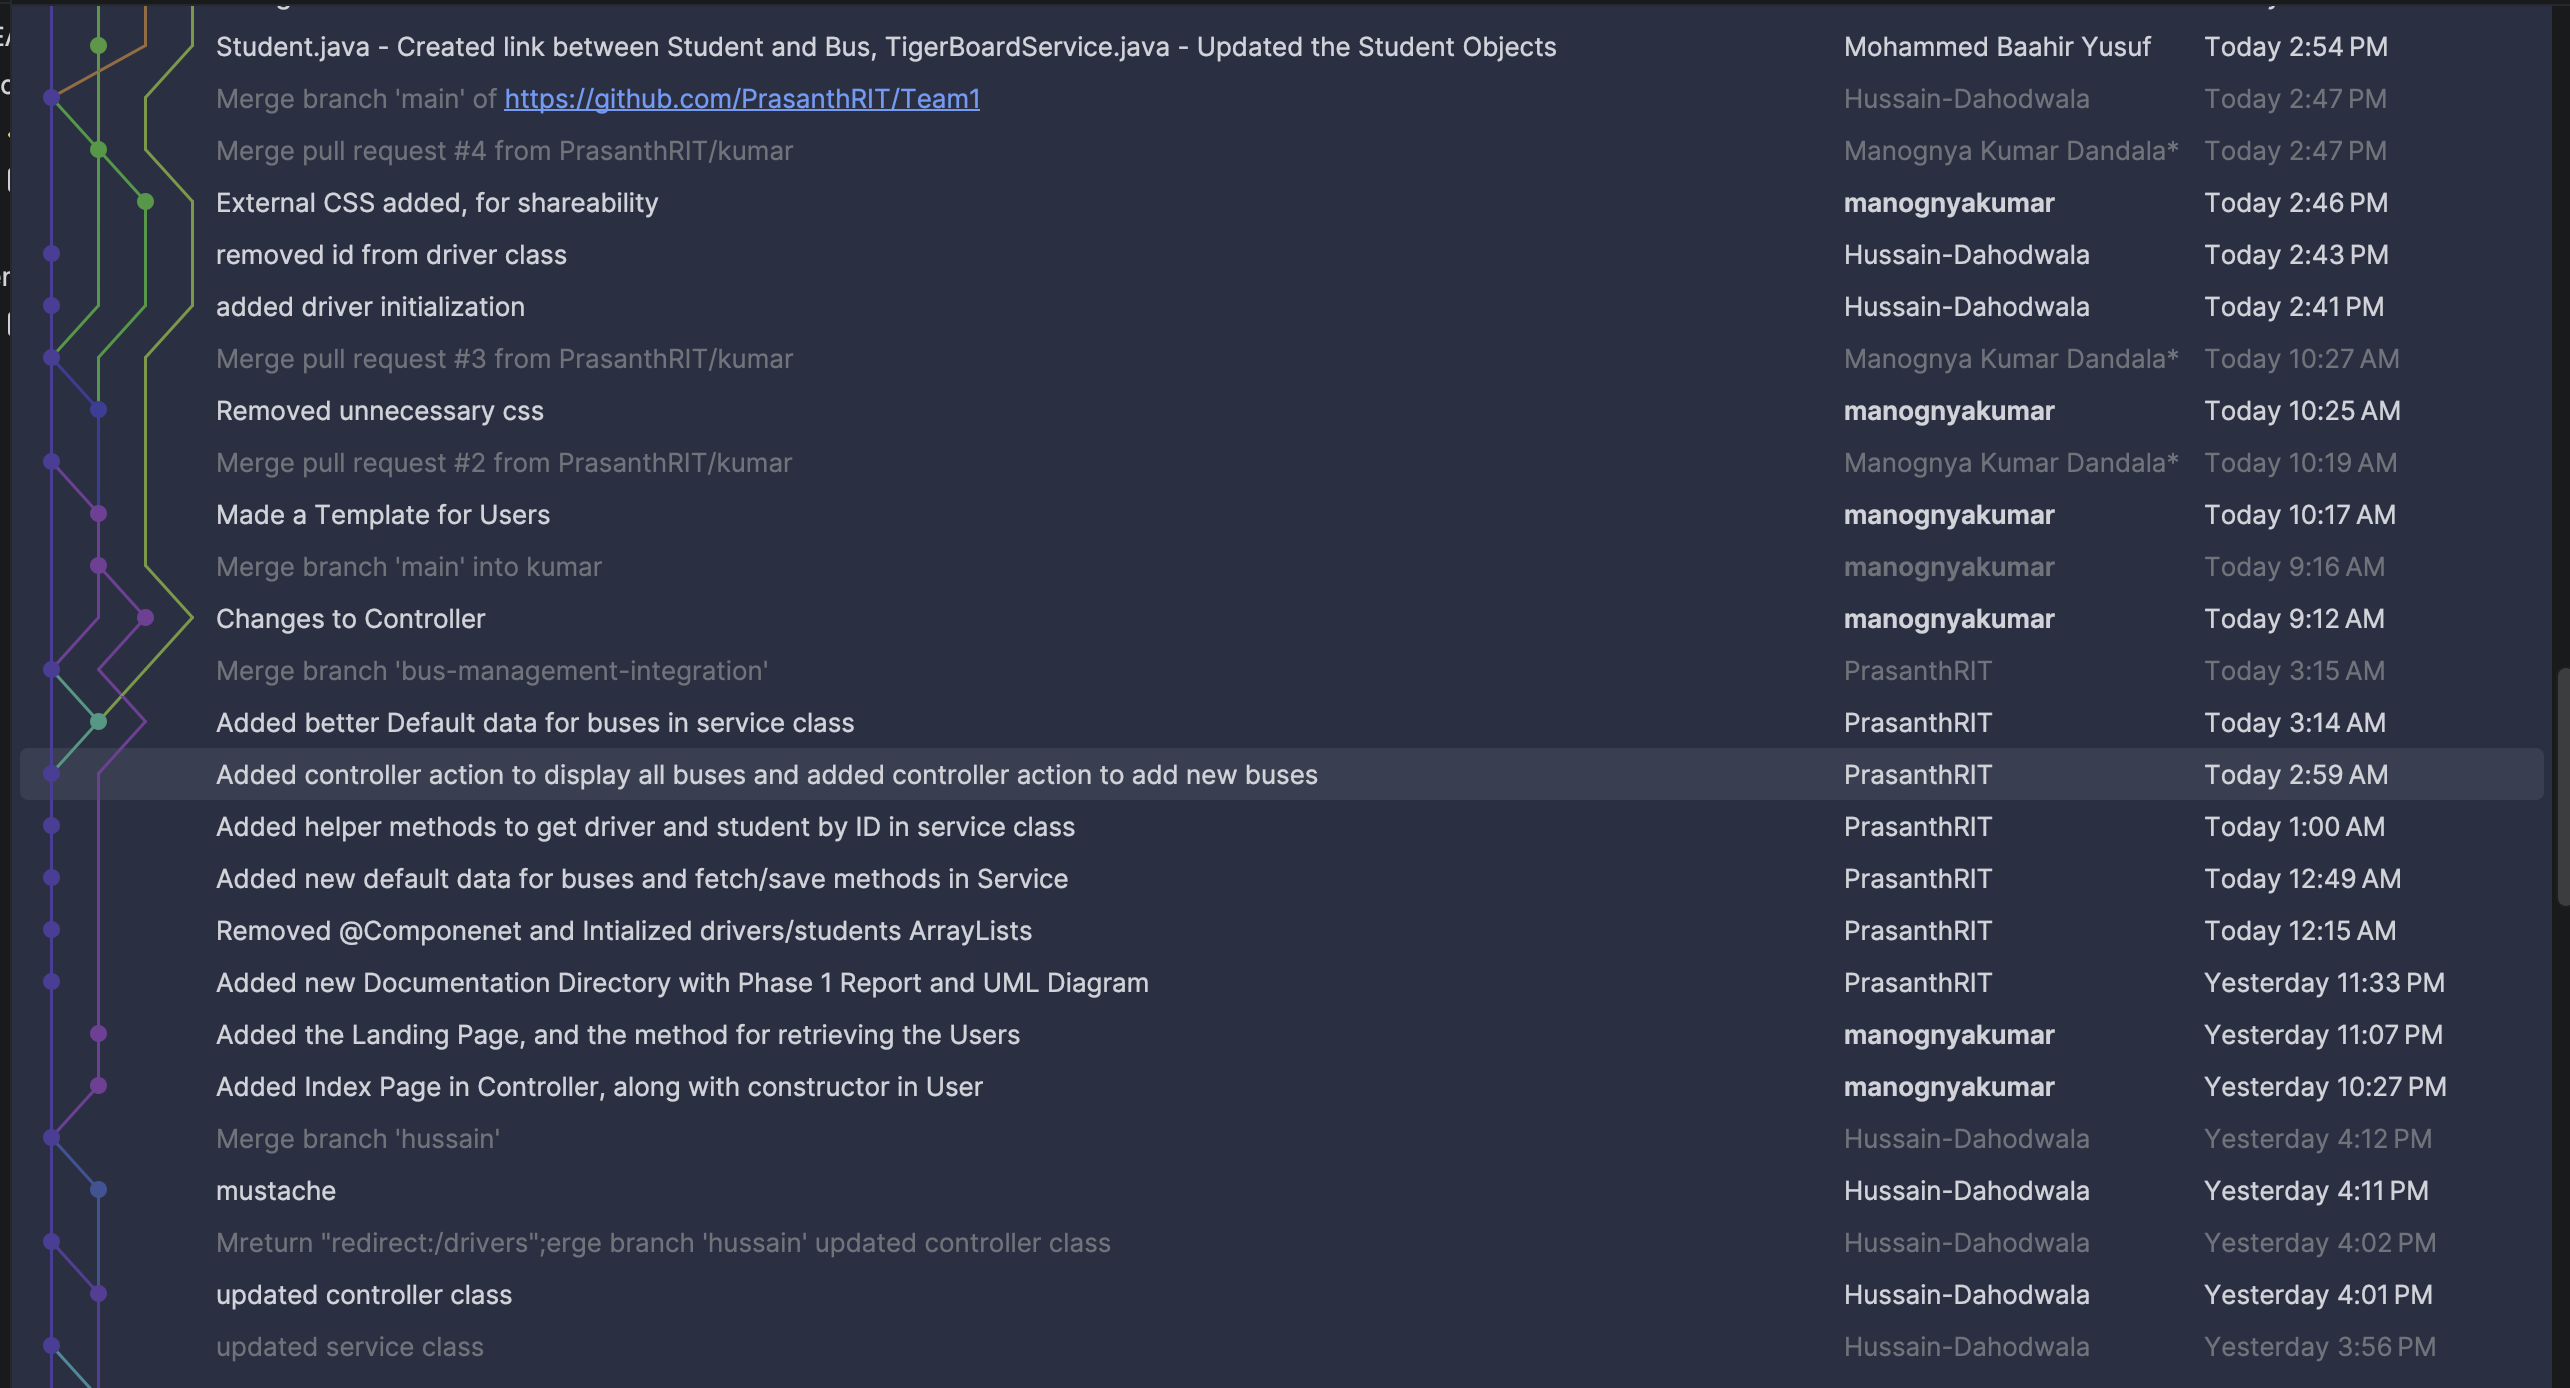 Student.java - Created link between Student and Bus, TigerBoardService.java - Updated the Student Objects Mohammed Baahir Yusuf Today 2:54 PM
Merge branch 'main' of https://github.com/PrasanthRIT/Team1 Hussain-Dahodwala Today 2:47 PM
Merge pull request #4 from PrasanthRIT/kumar Manognya Kumar Dandala* Today 2:47 PM
External CSS added, for shareability manognyakumar Today 2:46 PM
removed id from driver class Hussain-Dahodwala Today 2:43 PM
added driver initialization Hussain-Dahodwala Today 2:41 PM
Merge pull request #3 from PrasanthRIT/kumar Manognya Kumar Dandala* Today 10:27 AM
Removed unnecessary css manognyakumar Today 10:25 AM
Merge pull request #2 from PrasanthRIT/kumar Manognya Kumar Dandala* Today 10:19 AM
Made a Template for Users manognyakumar Today 10:17 AM
Merge branch 'main' into kumar manognyakumar Today 9:16 AM
Changes to Controller manognyakumar Today 9:12 AM
Merge branch 'bus-management-integration' PrasanthRIT Today 3:15 AM
Added better Default data for buses in service class PrasanthRIT Today 3:14 AM
Added controller action to display all buses and added controller action to add new buses PrasanthRIT Today 2:59 AM
Added helper methods to get driver and student by ID in service class PrasanthRIT Today 1:00 AM
Added new default data for buses and fetch/save methods in Service PrasanthRIT Today 12:49 AM
Removed @Componenet and Intialized drivers/students ArrayLists PrasanthRIT Today 12:15 AM
Added new Documentation Directory with Phase 1 Report and UML Diagram PrasanthRIT Yesterday 11:33 PM
Added the Landing Page, and the method for retrieving the Users manognyakumar Yesterday 11:07 PM
Added Index Page in Controller, along with constructor in User manognyakumar Yesterday 10:27 PM
Merge branch 'hussain' Hussain-Dahodwala Yesterday 4:12 PM
mustache Hussain-Dahodwala Yesterday 4:11 PM
Mreturn "redirect:/drivers";erge branch 'hussain' updated controller class Hussain-Dahodwala Yesterday 4:02 PM
updated controller class Hussain-Dahodwala Yesterday 4:01 PM
updated service class Hussain-Dahodwala Yesterday 3:56 PM